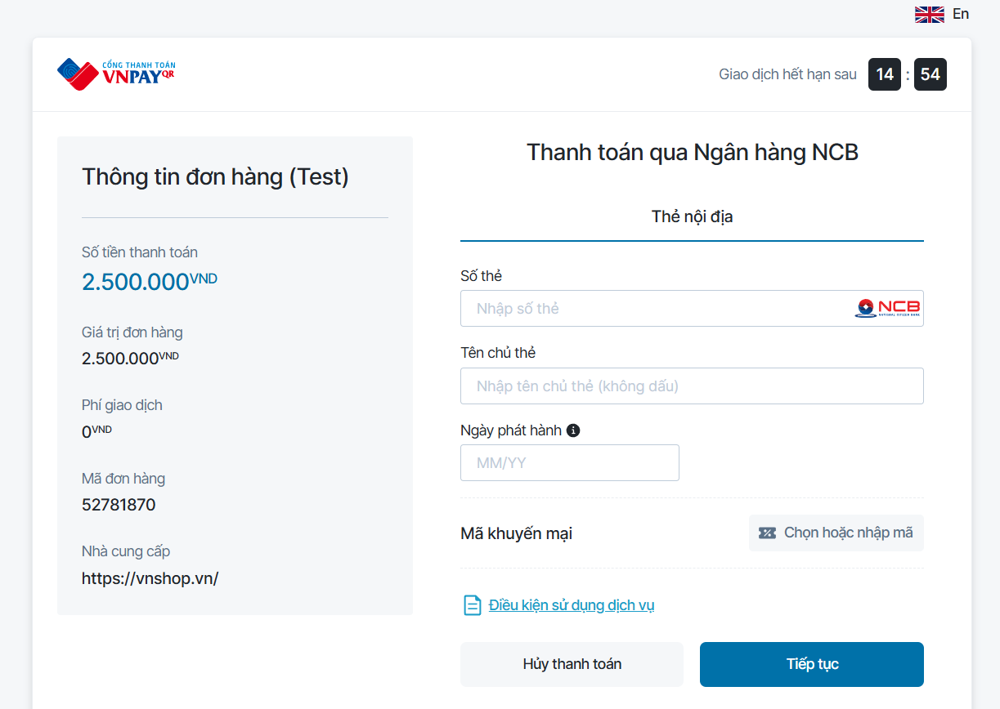 En
CỔNG THANH TOÁN
VNPAYQR
Giao dịch hết hạn sau 14 : 54
Thông tin đơn hàng (Test)
Số tiền thanh toán
2.500.000VND
Giá trị đơn hàng
2.500.000VND
Phí giao dịch
0VND
Mã đơn hàng
52781870
Nhà cung cấp
https://vnshop.vn/
Thanh toán qua Ngân hàng NCB
Thẻ nội địa
Số thẻ
Nhập số thẻ
NCB
NATIONAL CITIZEN BANK
Tên chủ thẻ
Nhập tên chủ thẻ (không dấu)
Ngày phát hành
MM/YY
Mã khuyến mại
Chọn hoặc nhập mã
Điều kiện sử dụng dịch vụ
Hủy thanh toán
Tiếp tục